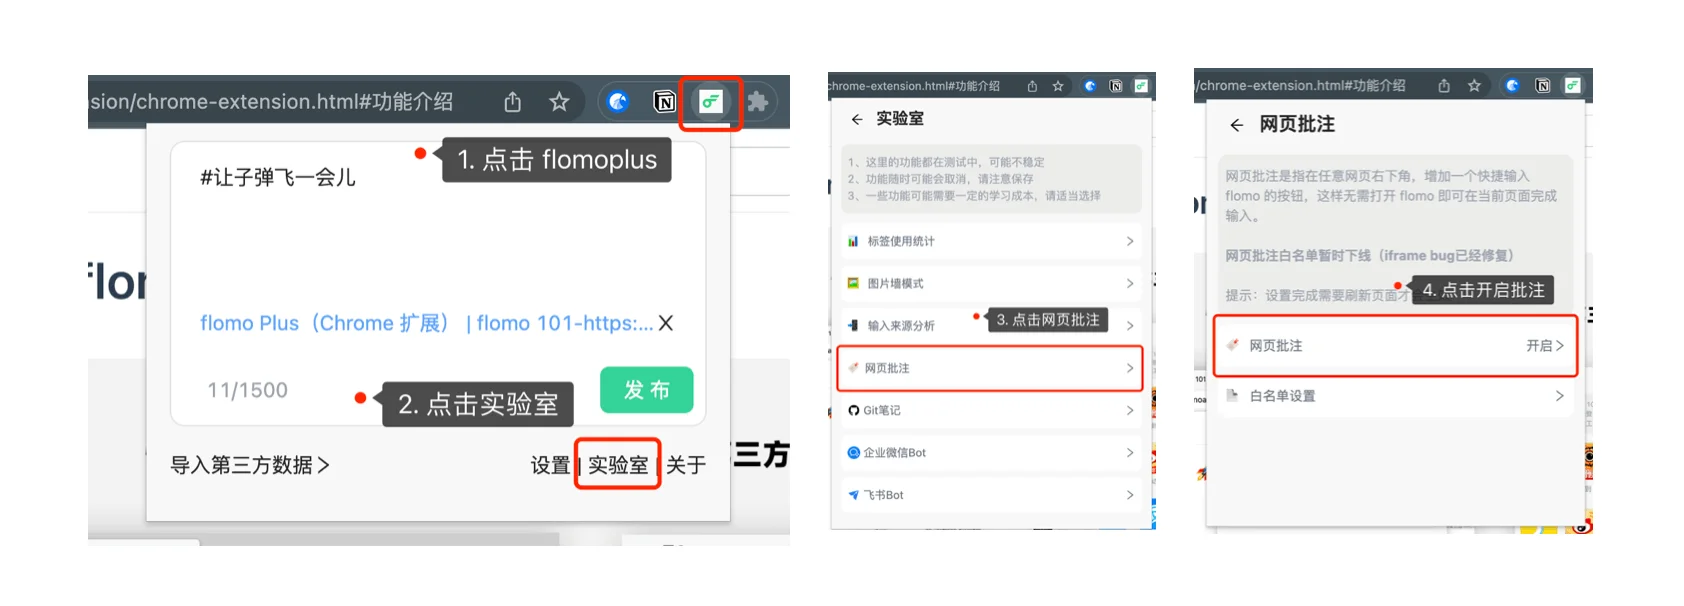 sion/chrome-extension.html#功能介绍
1. 点击 flomoplus
#让子弹飞一会儿
flomo Plus（Chrome 扩展） | flomo 101-https:... X
11/1500
2. 点击实验室
发 布
导入第三方数据 >
设置 | 实验室 | 关于
flor
三方
chrome-extension.html#功能介绍
← 实验室
1、这里的功能都在测试中，可能不稳定
2、功能随时可能会取消，请注意保存
3、一些功能可能需要一定的学习成本，请适当选择
标签使用统计 >
图片墙模式 >
输入来源分析 >
3. 点击网页批注
网页批注 >
Git笔记 >
企业微信Bot >
飞书Bot >
/chrome-extension.html#功能介绍
← 网页批注
网页批注是指在任意网页右下角，增加一个快捷输入
flomo 的按钮，这样无需打开 flomo 即可在当前页面完成
输入。
网页批注白名单暂时下线（iframe bug已经修复）
提示：设置完成需要刷新页面才
4. 点击开启批注
网页批注 开启 >
白名单设置 >